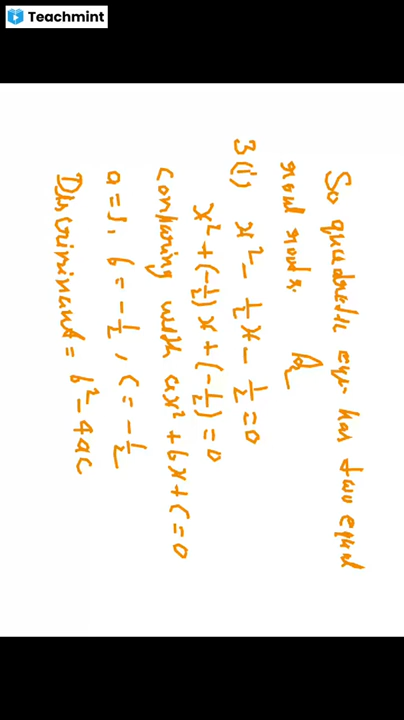 Teachmint
So quadratic eqn. has two equal
real roots.
3(i) x² - ½x - ½ = 0
x² + (-½)x + (-½) = 0
Comparing with ax² + bx + c = 0
a = 1, b = -½, c = -½
Discriminant = b² - 4ac